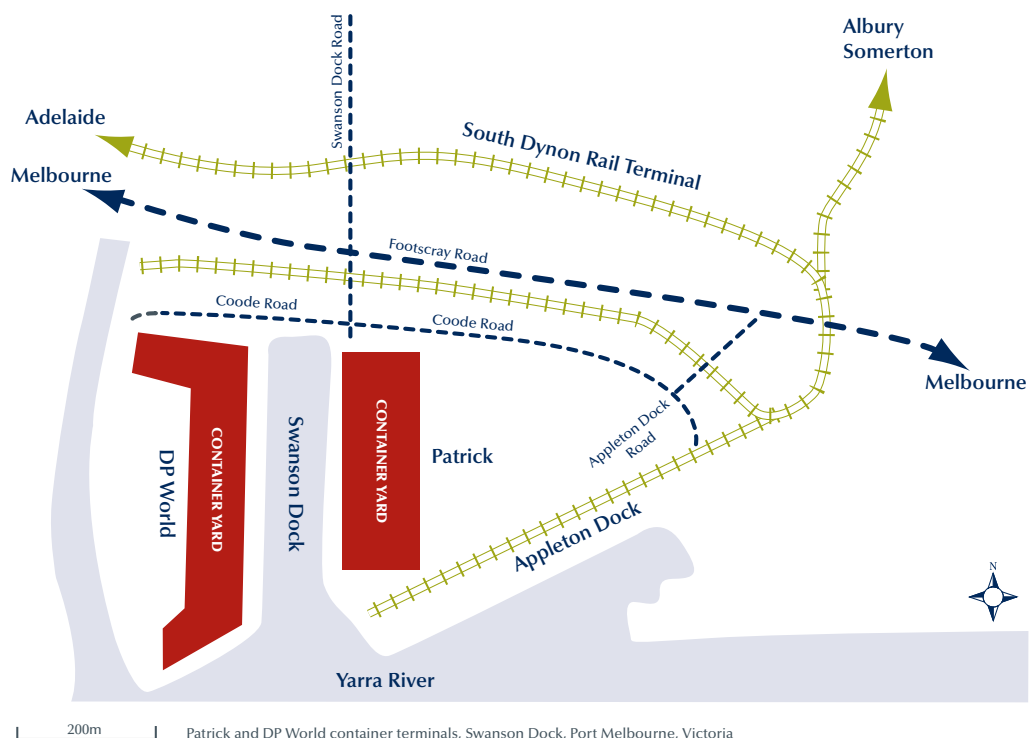 Albury
Somerton
Swanson Dock Road
Adelaide
South Dynon Rail Terminal
Melbourne
Footscray Road
Coode Road
Coode Road
Melbourne
Appleton Dock
Road
CONTAINER YARD
Patrick
Swanson Dock
CONTAINER YARD
DP World
Appleton Dock
N
Yarra River
200m
Patrick and DP World container terminals, Swanson Dock, Port Melbourne, Victoria